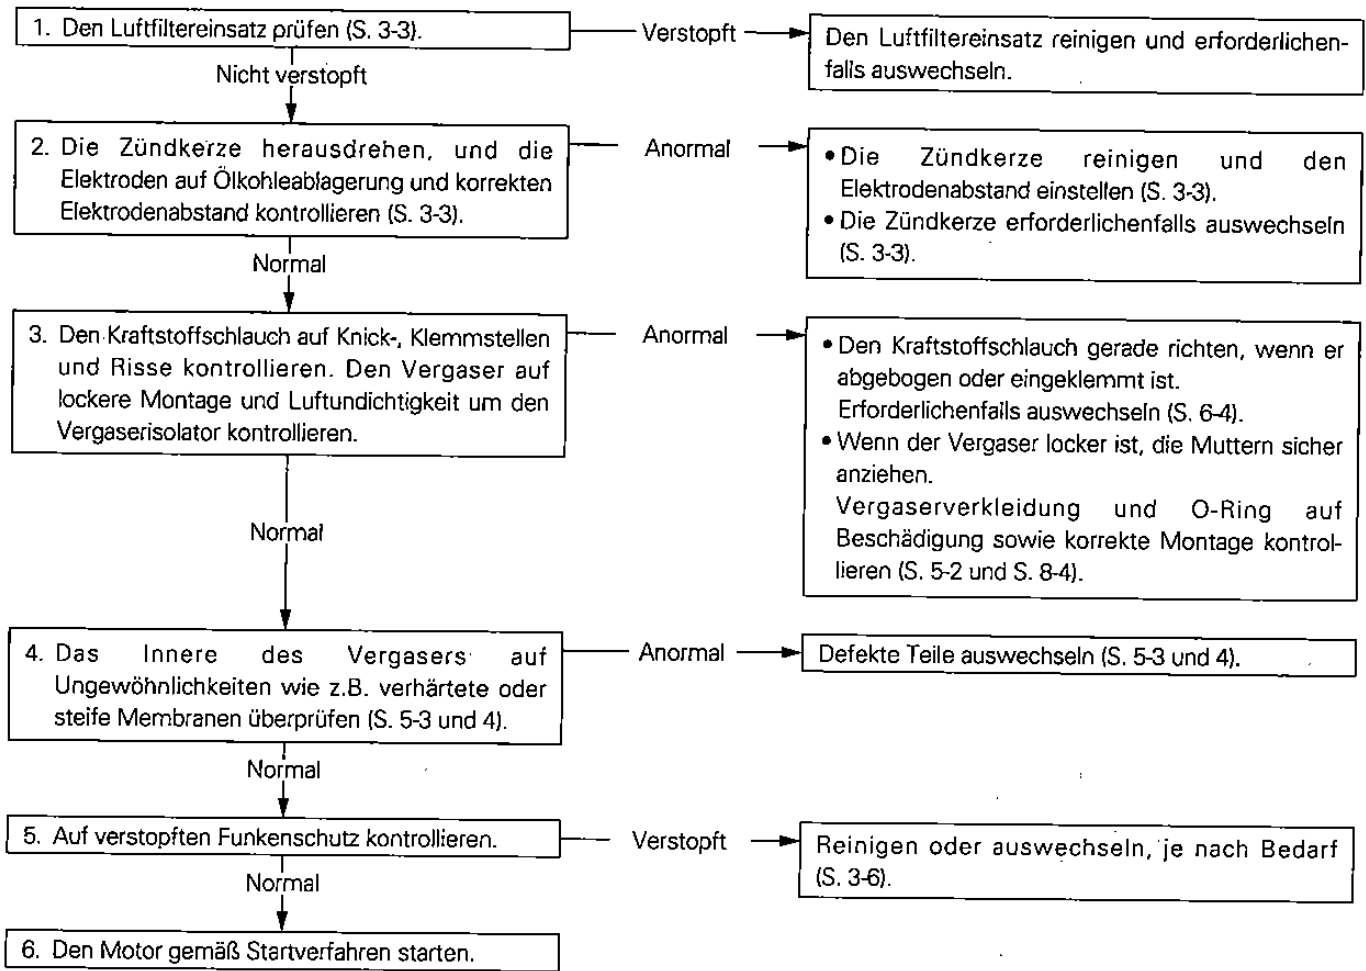 1. Den Luftfiltereinsatz prüfen (S. 3-3).
Verstopft
Den Luftfiltereinsatz reinigen und erforderlichen-
falls auswechseln.
Nicht verstopft
2. Die Zündkerze herausdrehen, und die
Elektroden auf Ölkohleablagerung und korrekten
Elektrodenabstand kontrollieren (S. 3-3).
Anormal
• Die Zündkerze reinigen und den
Elektrodenabstand einstellen (S. 3-3).
• Die Zündkerze erforderlichenfalls auswechseln
(S. 3-3).
Normal
3. Den Kraftstoffschlauch auf Knick-, Klemmstellen
und Risse kontrollieren. Den Vergaser auf
lockere Montage und Luftundichtigkeit um den
Vergaserisolator kontrollieren.
Anormal
• Den Kraftstoffschlauch gerade richten, wenn er
abgebogen oder eingeklemmt ist.
Erforderlichenfalls auswechseln (S. 6-4).
• Wenn der Vergaser locker ist, die Muttern sicher
anziehen.
Vergaserverkleidung und O-Ring auf
Beschädigung sowie korrekte Montage kontrol-
lieren (S. 5-2 und S. 8-4).
Normal
4. Das Innere des Vergasers auf
Ungewöhnlichkeiten wie z.B. verhärtete oder
steife Membranen überprüfen (S. 5-3 und 4).
Anormal
Defekte Teile auswechseln (S. 5-3 und 4).
Normal
5. Auf verstopften Funkenschutz kontrollieren.
Verstopft
Reinigen oder auswechseln, je nach Bedarf
(S. 3-6).
Normal
6. Den Motor gemäß Startverfahren starten.